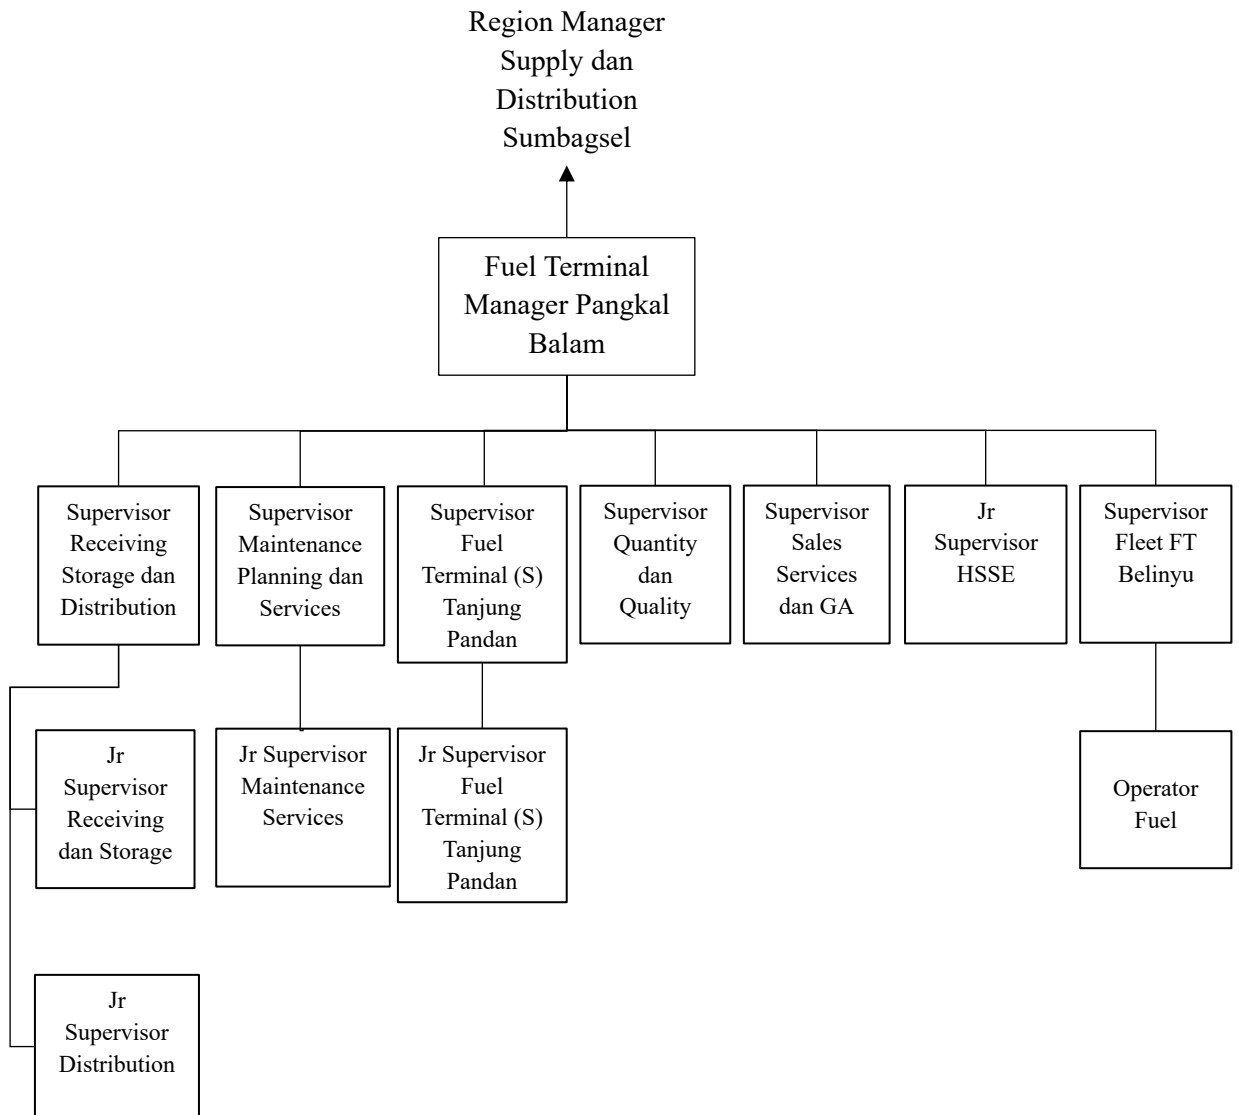 Region Manager
Supply dan
Distribution
Sumbagsel
Fuel Terminal
Manager Pangkal
Balam
Supervisor
Receiving
Storage dan
Distribution
Supervisor
Maintenance
Planning dan
Services
Supervisor
Fuel
Terminal (S)
Tanjung
Pandan
Supervisor
Quantity
dan
Quality
Supervisor
Sales
Services
dan GA
Jr
Supervisor
HSSE
Supervisor
Fleet FT
Belinyu
Jr
Supervisor
Receiving
dan Storage
Jr Supervisor
Maintenance
Services
Jr Supervisor
Fuel
Terminal (S)
Tanjung
Pandan
Operator
Fuel
Jr
Supervisor
Distribution